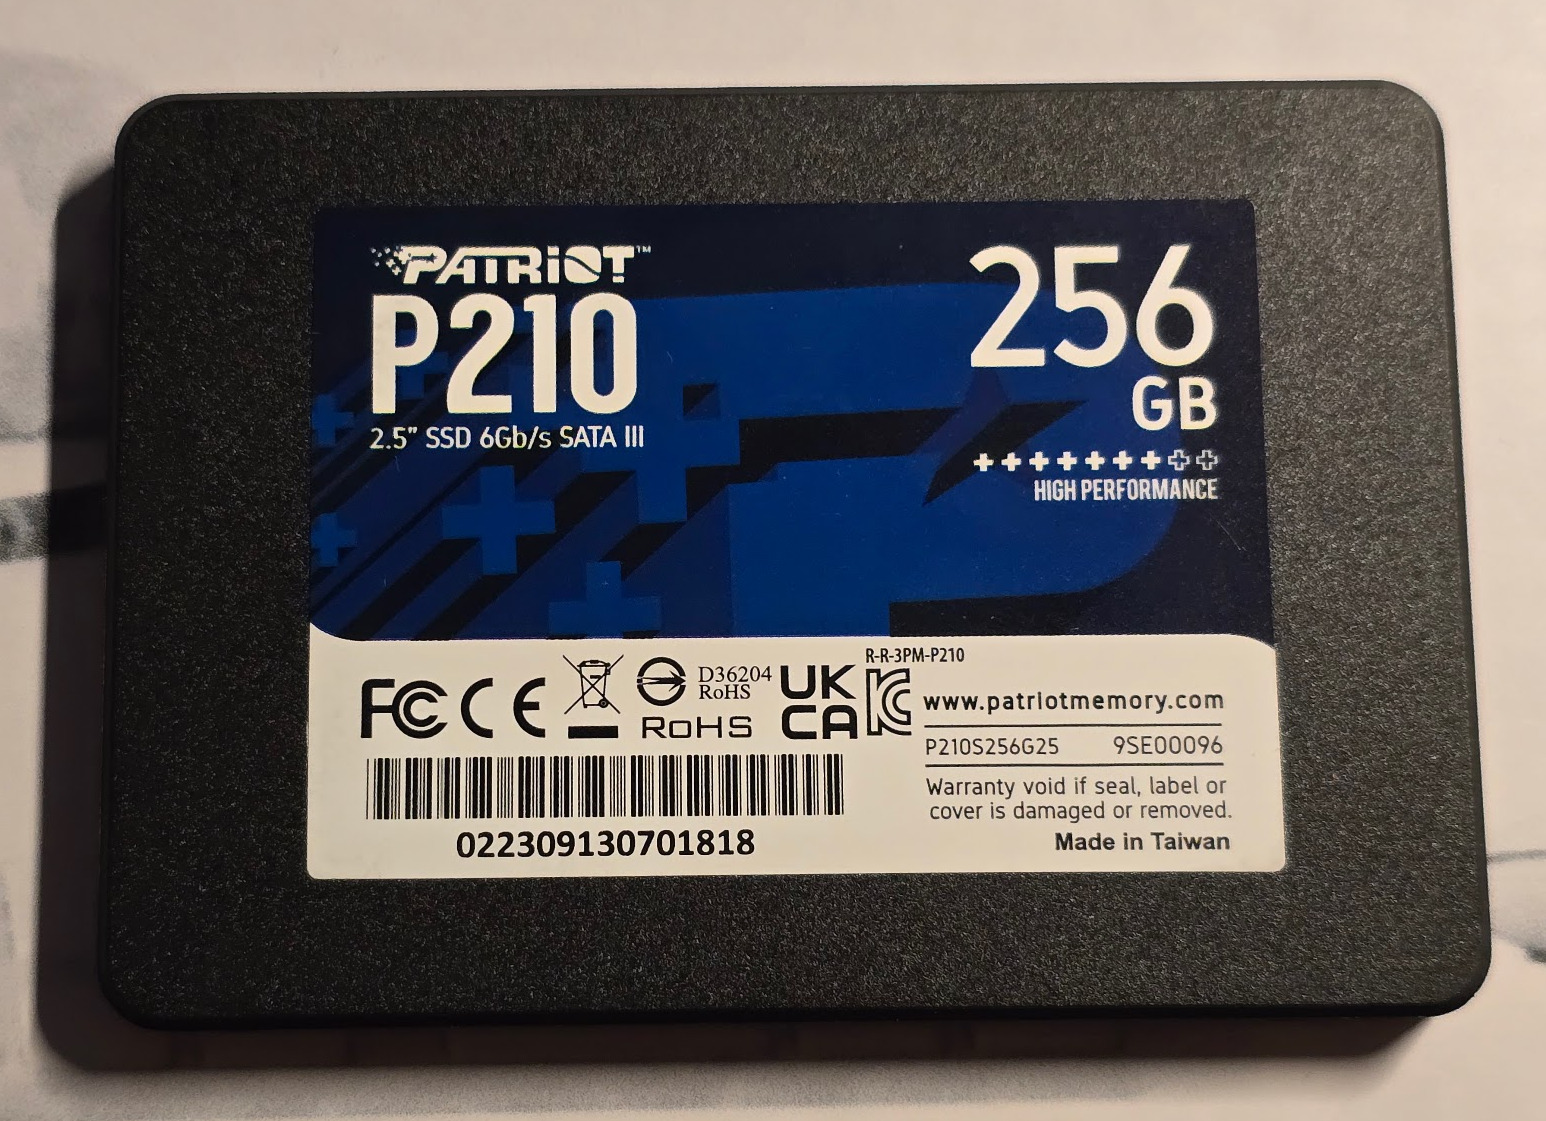 PATRiOT™
P210
2.5" SSD 6Gb/s SATA III
256
GB
HIGH PERFORMANCE
FC CE
D36204
RoHS
RoHS
UK
CA
R-R-3PM-P210
www.patriotmemory.com
P210S256G25 9SE00096
Warranty void if seal, label or
cover is damaged or removed.
Made in Taiwan
022309130701818